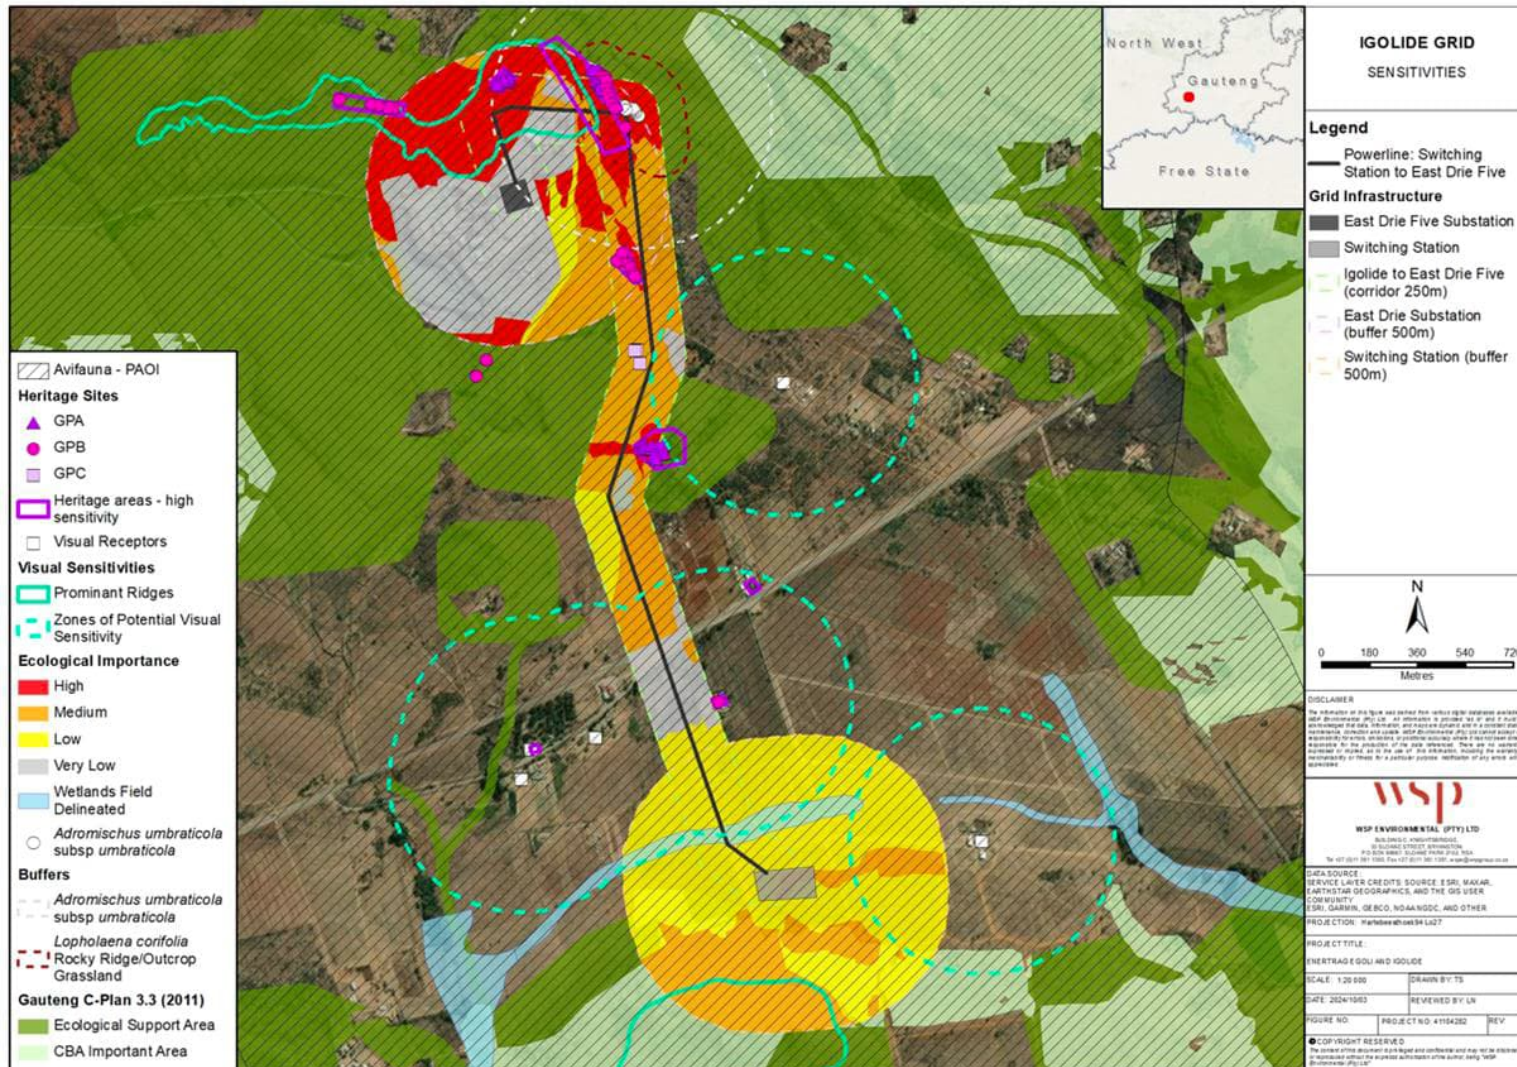 North West
Gauteng
Free State
IGOLIDE GRID
SENSITIVITIES
Legend
Powerline: Switching
Station to East Drie Five
Grid Infrastructure
East Drie Five Substation
Switching Station
Igolide to East Drie Five
(corridor 250m)
East Drie Substation
(buffer 500m)
Switching Station (buffer
500m)
Avifauna - PAOI
Heritage Sites
GPA
GPB
GPC
Heritage areas - high
sensitivity
Visual Receptors
Visual Sensitivities
Prominant Ridges
Zones of Potential Visual
Sensitivity
Ecological Importance
High
Medium
Low
Very Low
Wetlands Field
Delineated
Adromischus umbraticola
subsp umbraticola
Buffers
Adromischus umbraticola
subsp umbraticola
Lopholaena corifolia
Rocky Ridge/Outcrop
Grassland
Gauteng C-Plan 3.3 (2011)
Ecological Support Area
CBA Important Area
N
0 180 360 540 720
Metres
DISCLAIMER
wsp
WSP ENVIRONMENTAL (PTY) LTD
DATA SOURCE:
SERVICE LAYER CREDITS: SOURCE: ESRI, MAXAR,
EARTHSTAR GEOGRAPHICS, AND THE GIS USER
COMMUNITY
ESRI, GARMIN, GEBCO, NOAA NGDC, AND OTHER
PROJECTION:
PROJECT TITLE:
ENERTRAG EGOLI AND IGOLIDE
SCALE: 1:20 000 DRAWN BY: TS
DATE: 2024/10/03 REVIEWED BY: LN
FIGURE NO: PROJECT NO: 41104282 REV:
© COPYRIGHT RESERVED